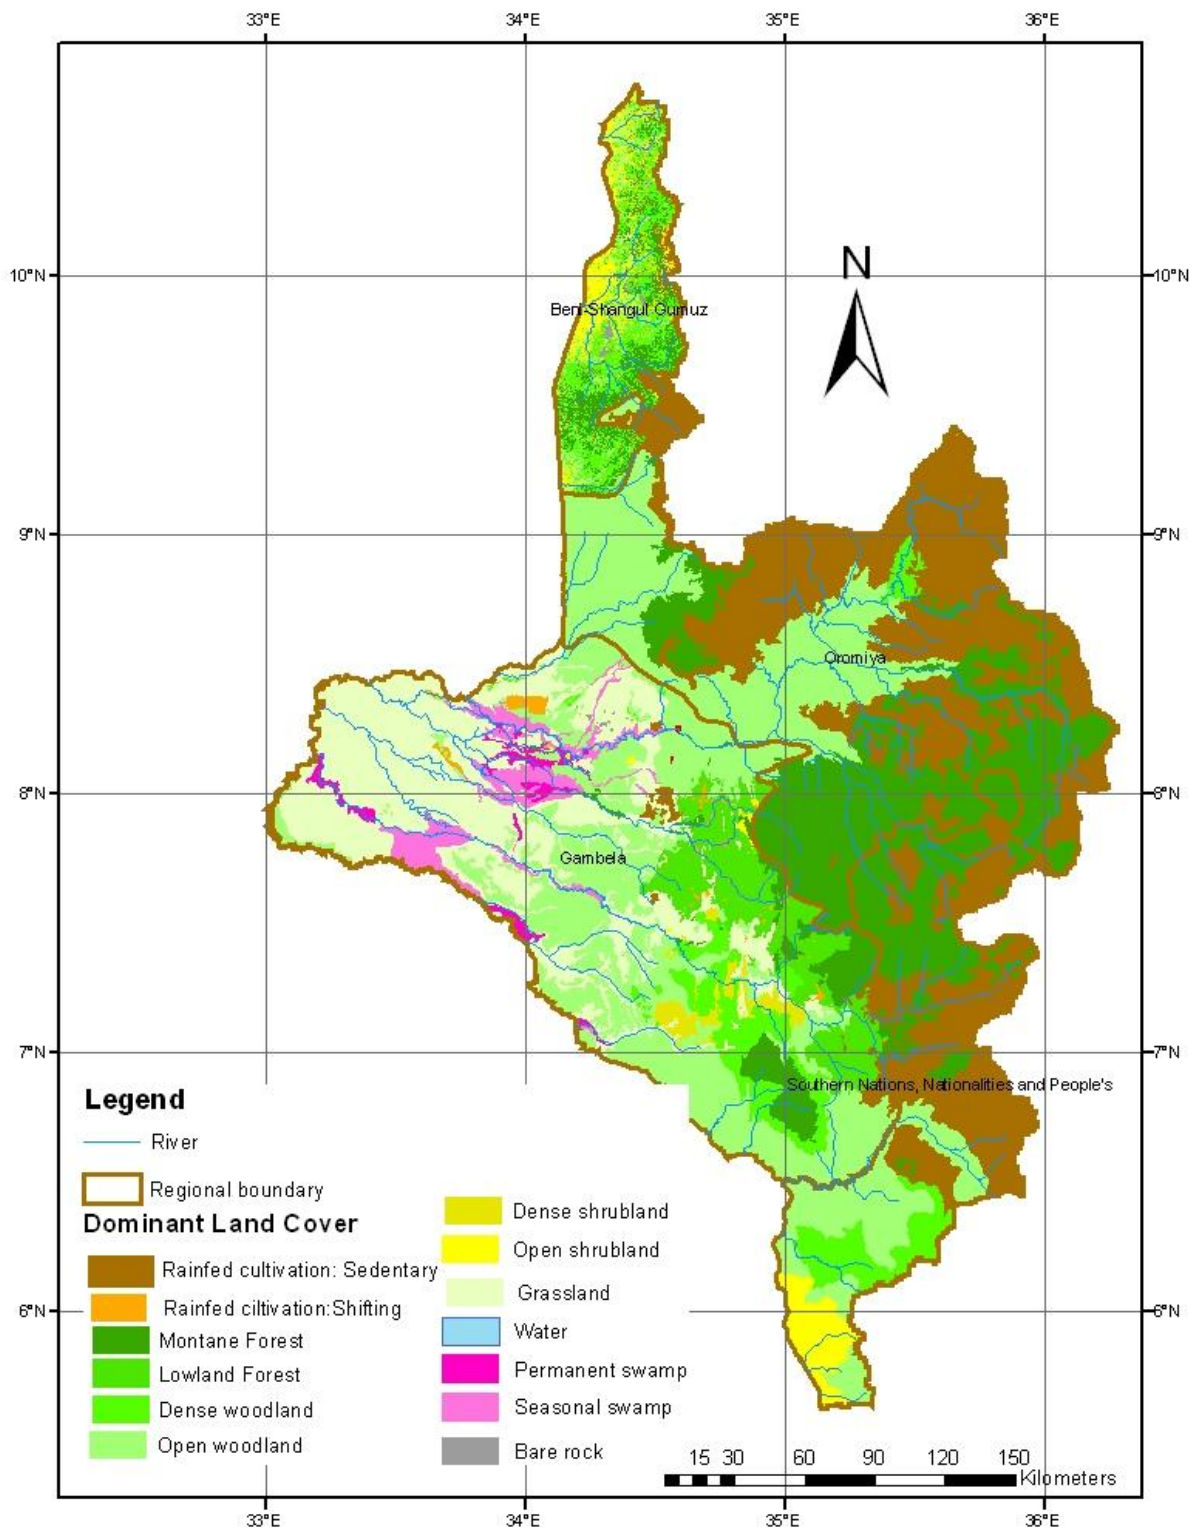 33°E 34°E 35°E 36°E
N
10°N 10°N
Beni-Shangul Gumuz
9°N 9°N
Oromiya
8°N 8°N
Gambela
7°N 7°N
Southern Nations, Nationalities and People's
Legend
River
Regional boundary
Dominant Land Cover
Rainfed cultivation: Sedentary
Rainfed ciltivation:Shifting
Montane Forest
Lowland Forest
Dense woodland
Open woodland
Dense shrubland
Open shrubland
Grassland
Water
Permanent swamp
Seasonal swamp
Bare rock
6°N 6°N
15 30 60 90 120 150
Kilometers
33°E 34°E 35°E 36°E